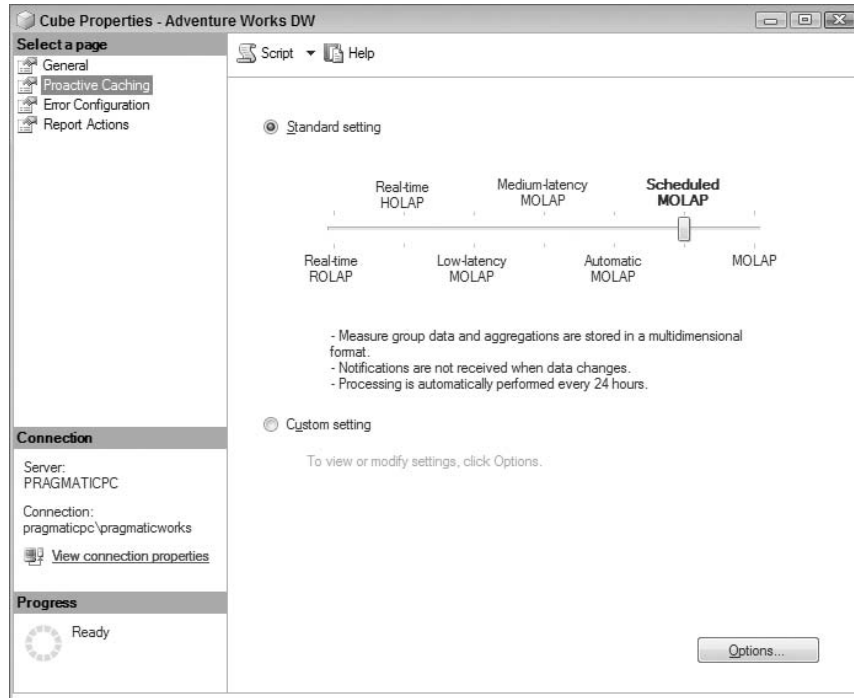 Cube Properties - Adventure Works DW
Select a page
General
Proactive Caching
Error Configuration
Report Actions
Script
Help
Standard setting
Real-time
HOLAP
Medium-latency
MOLAP
Scheduled
MOLAP
Real-time
ROLAP
Low-latency
MOLAP
Automatic
MOLAP
MOLAP
- Measure group data and aggregations are stored in a multidimensional
format.
- Notifications are not received when data changes.
- Processing is automatically performed every 24 hours.
Custom setting
To view or modify settings, click Options.
Connection
Server:
PRAGMATICPC
Connection:
pragmaticpc\pragmaticworks
View connection properties
Progress
Ready
Options...